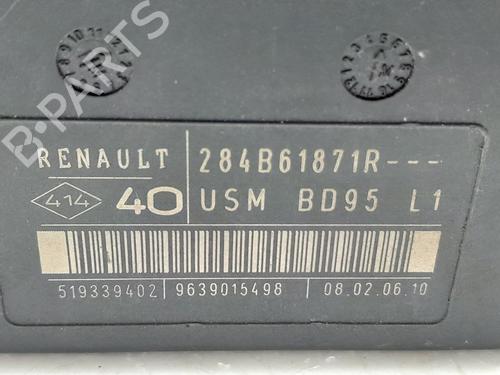 B-PARTS
RENAULT 284B61871R---
414 40 USM BD95 L1
519339402 9639015498 08.02.06.10